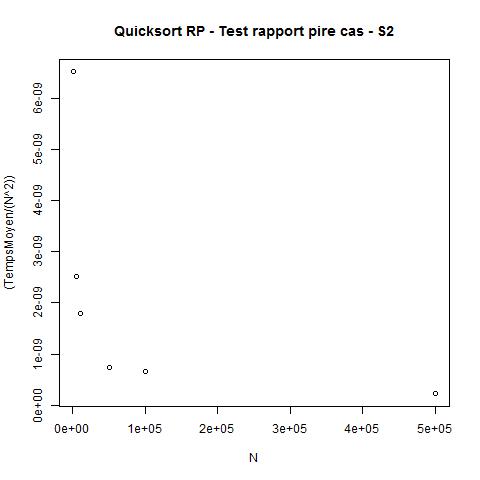 Quicksort RP - Test rapport pire cas - S2
(TempsMoyen/(N^2))
6e-09
5e-09
4e-09
3e-09
2e-09
1e-09
0e+00
0e+00 1e+05 2e+05 3e+05 4e+05 5e+05
N